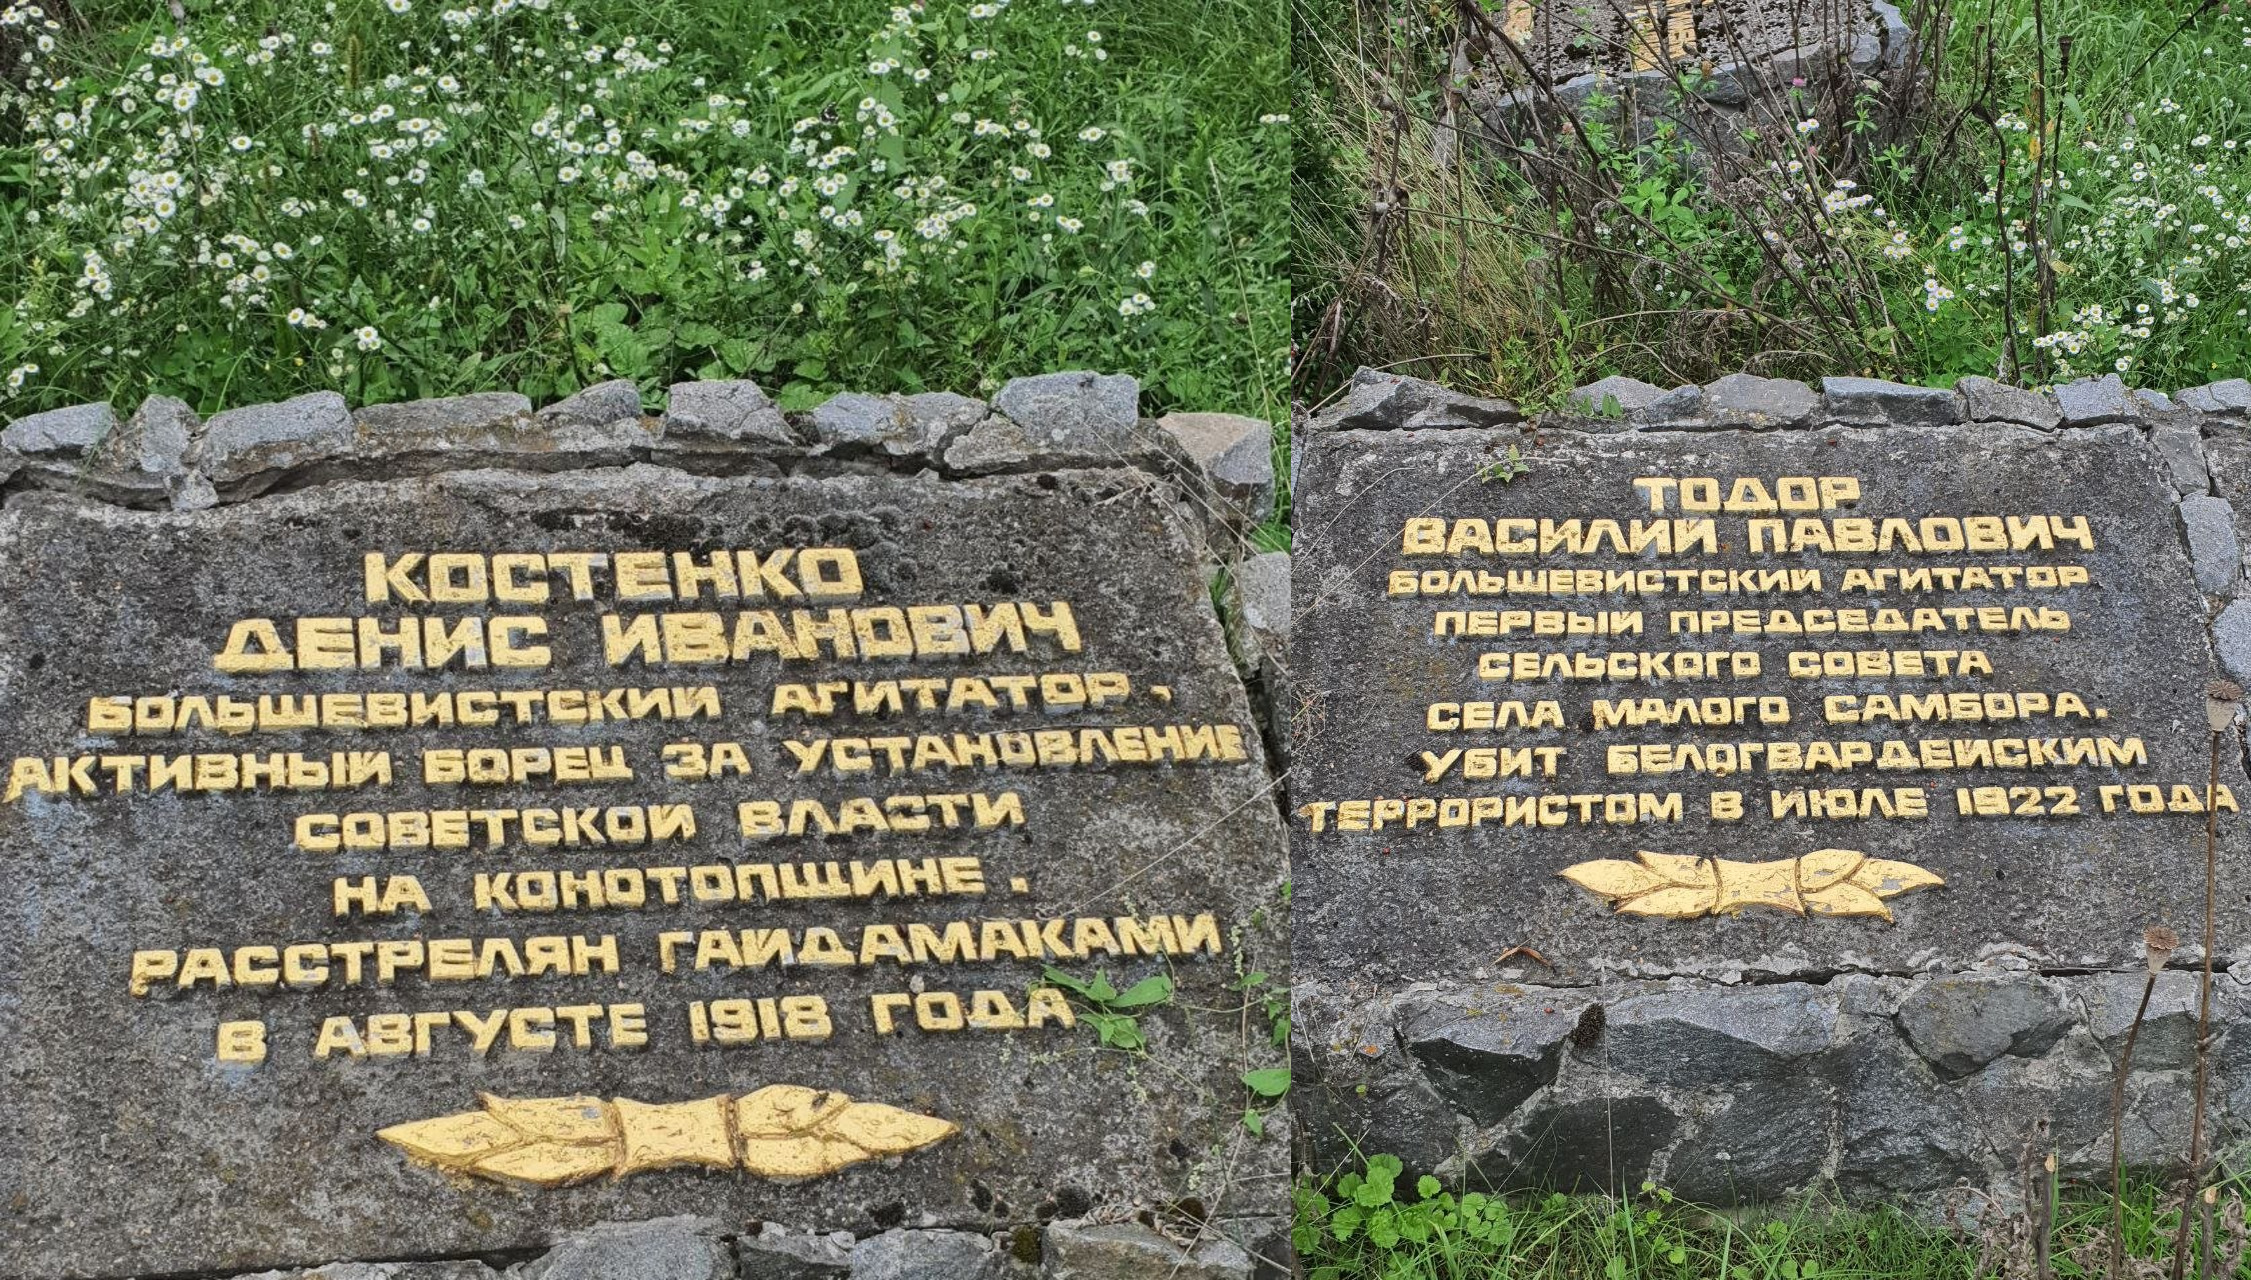 КОСТЕНКО
ДЕНИС ИВАНОВИЧ
БОЛЬШЕВИСТСКИЙ АГИТАТОР,
АКТИВНЫЙ БОРЕЦ ЗА УСТАНОВЛЕНИЕ
СОВЕТСКОЙ ВЛАСТИ
НА КОНОТОПЩИНЕ.
РАССТРЕЛЯН ГАЙДАМАКАМИ
В АВГУСТЕ 1918 ГОДА
ТОДОР
ВАСИЛИЙ ПАВЛОВИЧ
БОЛЬШЕВИСТСКИЙ АГИТАТОР
ПЕРВЫЙ ПРЕДСЕДАТЕЛЬ
СЕЛЬСКОГО СОВЕТА
СЕЛА МАЛОГО САМБОРА.
УБИТ БЕЛОГВАРДЕЙСКИМ
ТЕРРОРИСТОМ В ИЮЛЕ 1922 ГОДА